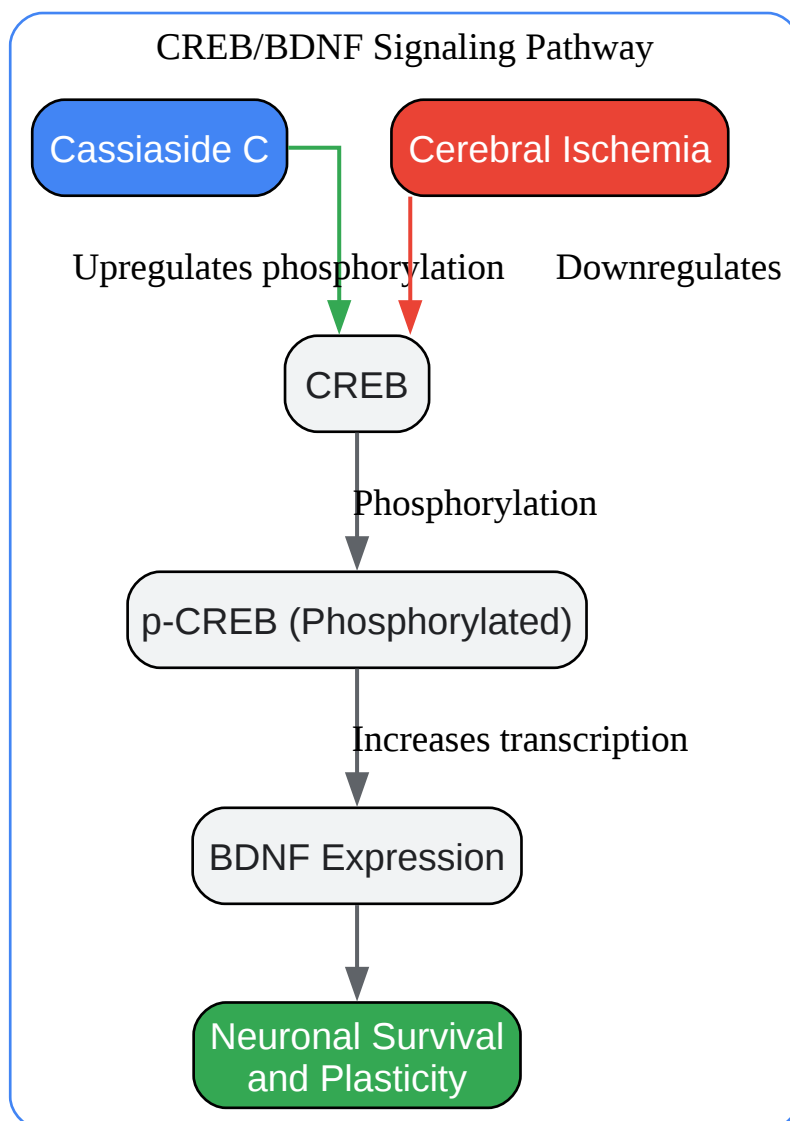 CREB/BDNF Signaling Pathway
Cassiaside C
Cerebral Ischemia
Upregulates phosphorylation
Downregulates
CREB
Phosphorylation
p-CREB (Phosphorylated)
Increases transcription
BDNF Expression
Neuronal Survival
and Plasticity